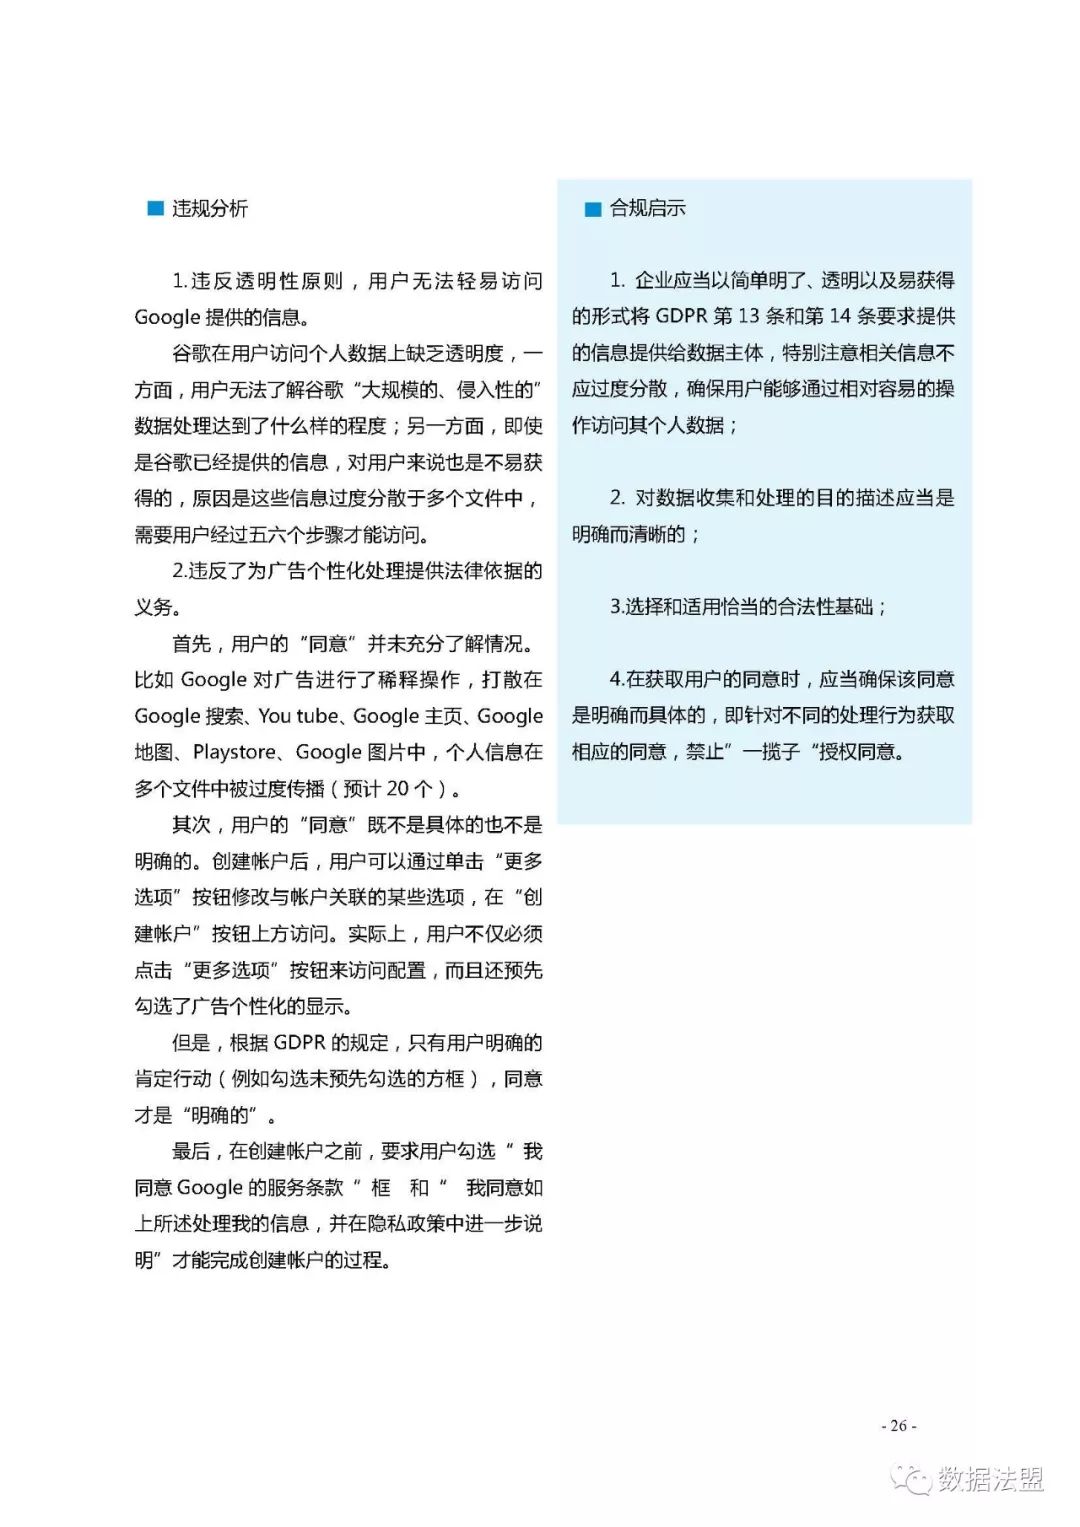 违规分析
1.违反透明性原则，用户无法轻易访问
Google 提供的信息。
谷歌在用户访问个人数据上缺乏透明度，一
方面，用户无法了解谷歌“大规模的、侵入性的”
数据处理达到了什么样的程度；另一方面，即使
是谷歌已经提供的信息，对用户来说也是不易获
得的，原因是这些信息过度分散于多个文件中，
需要用户经过五六个步骤才能访问。
2.违反了为广告个性化处理提供法律依据的
义务。
首先，用户的“同意”并未充分了解情况。
比如 Google 对广告进行了稀释操作，打散在
Google 搜索、You tube、Google 主页、Google
地图、Playstore、Google 图片中，个人信息在
多个文件中被过度传播（预计 20 个）。
其次，用户的“同意”既不是具体的也不是
明确的。创建帐户后，用户可以通过单击“更多
选项”按钮修改与帐户关联的某些选项，在“创
建帐户”按钮上方访问。实际上，用户不仅必须
点击“更多选项”按钮来访问配置，而且还预先
勾选了广告个性化的显示。
但是，根据 GDPR 的规定，只有用户明确的
肯定行动（例如勾选未预先勾选的方框），同意
才是“明确的”。
最后，在创建帐户之前，要求用户勾选“ 我
同意 Google 的服务条款“ 框 和“ 我同意如
上所述处理我的信息，并在隐私政策中进一步说
明”才能完成创建帐户的过程。
合规启示
1. 企业应当以简单明了、透明以及易获得
的形式将 GDPR 第 13 条和第 14 条要求提供
的信息提供给数据主体，特别注意相关信息不
应过度分散，确保用户能够通过相对容易的操
作访问其个人数据；
2. 对数据收集和处理的目的描述应当是
明确而清晰的；
3.选择和适用恰当的合法性基础；
4.在获取用户的同意时，应当确保该同意
是明确而具体的，即针对不同的处理行为获取
相应的同意，禁止”一揽子“授权同意。
- 26 -
数据法盟